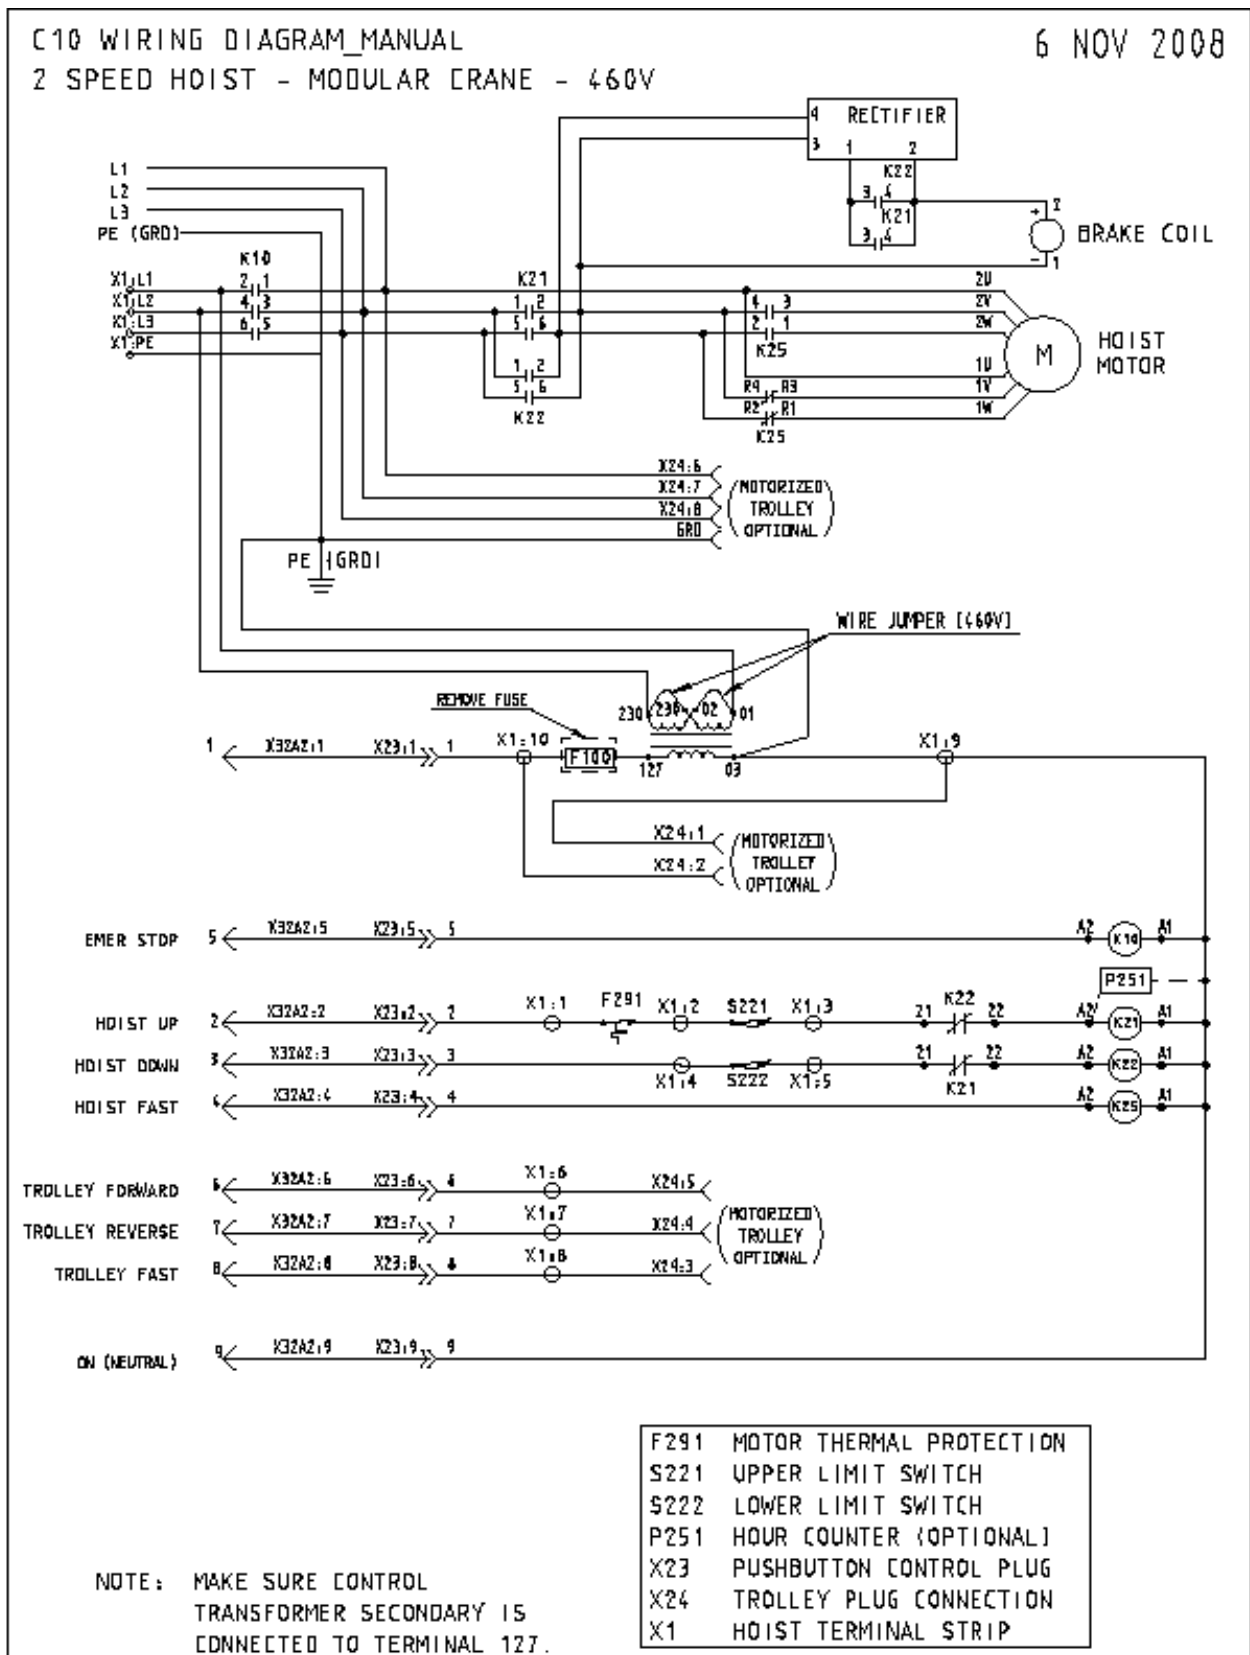 C10 WIRING DIAGRAM_MANUAL
6 NOV 2008
2 SPEED HOIST - MODULAR CRANE - 460V
4 RECTIFIER
3
1 2
K22
3 4
K21
3 4
+ 2
BRAKE COIL
- 1
L1
L2
L3
PE (GRD)
K10
X1:L1 2 1
X1:L2 4 3
X1:L3 6 5
X1:PE
K21
1 2
5 6
1 2
5 6
K22
4 3
2 1
K25
R4 R3
R2 R1
K25
2U
2V
2W
1U
1V
1W
M
HOIST
MOTOR
X24:6
X24:7
X24:8
GRD
(MOTORIZED
TROLLEY
OPTIONAL)
PE (GRD)
WIRE JUMPER [460V]
REMOVE FUSE
230 230 02 01
1 X32A2:1 X23:1 1 X1:10 F100 127 03 X1:9
X24:1
X24:2
(MOTORIZED
TROLLEY
OPTIONAL)
EMER STOP 5 X32A2:5 X23:5 5 A2 K10 A1
P251
HOIST UP 2 X32A2:2 X23:2 2 X1:1 F291 X1:2 S221 X1:3 21 K22 22 A2 K21 A1
HOIST DOWN 3 X32A2:3 X23:3 3 X1:4 S222 X1:5 21 K21 22 A2 K22 A1
HOIST FAST 4 X32A2:4 X23:4 4 A2 K25 A1
TROLLEY FORWARD 6 X32A2:6 X23:6 6 X1:6 X24:5
TROLLEY REVERSE 7 X32A2:7 X23:7 7 X1:7 X24:4
TROLLEY FAST 8 X32A2:8 X23:8 8 X1:8 X24:3
(MOTORIZED
TROLLEY
OPTIONAL)
ON (NEUTRAL) 9 X32A2:9 X23:9 9
F291 MOTOR THERMAL PROTECTION
S221 UPPER LIMIT SWITCH
S222 LOWER LIMIT SWITCH
P251 HOUR COUNTER (OPTIONAL)
X23 PUSHBUTTON CONTROL PLUG
X24 TROLLEY PLUG CONNECTION
X1 HOIST TERMINAL STRIP
NOTE: MAKE SURE CONTROL
TRANSFORMER SECONDARY IS
CONNECTED TO TERMINAL 127.